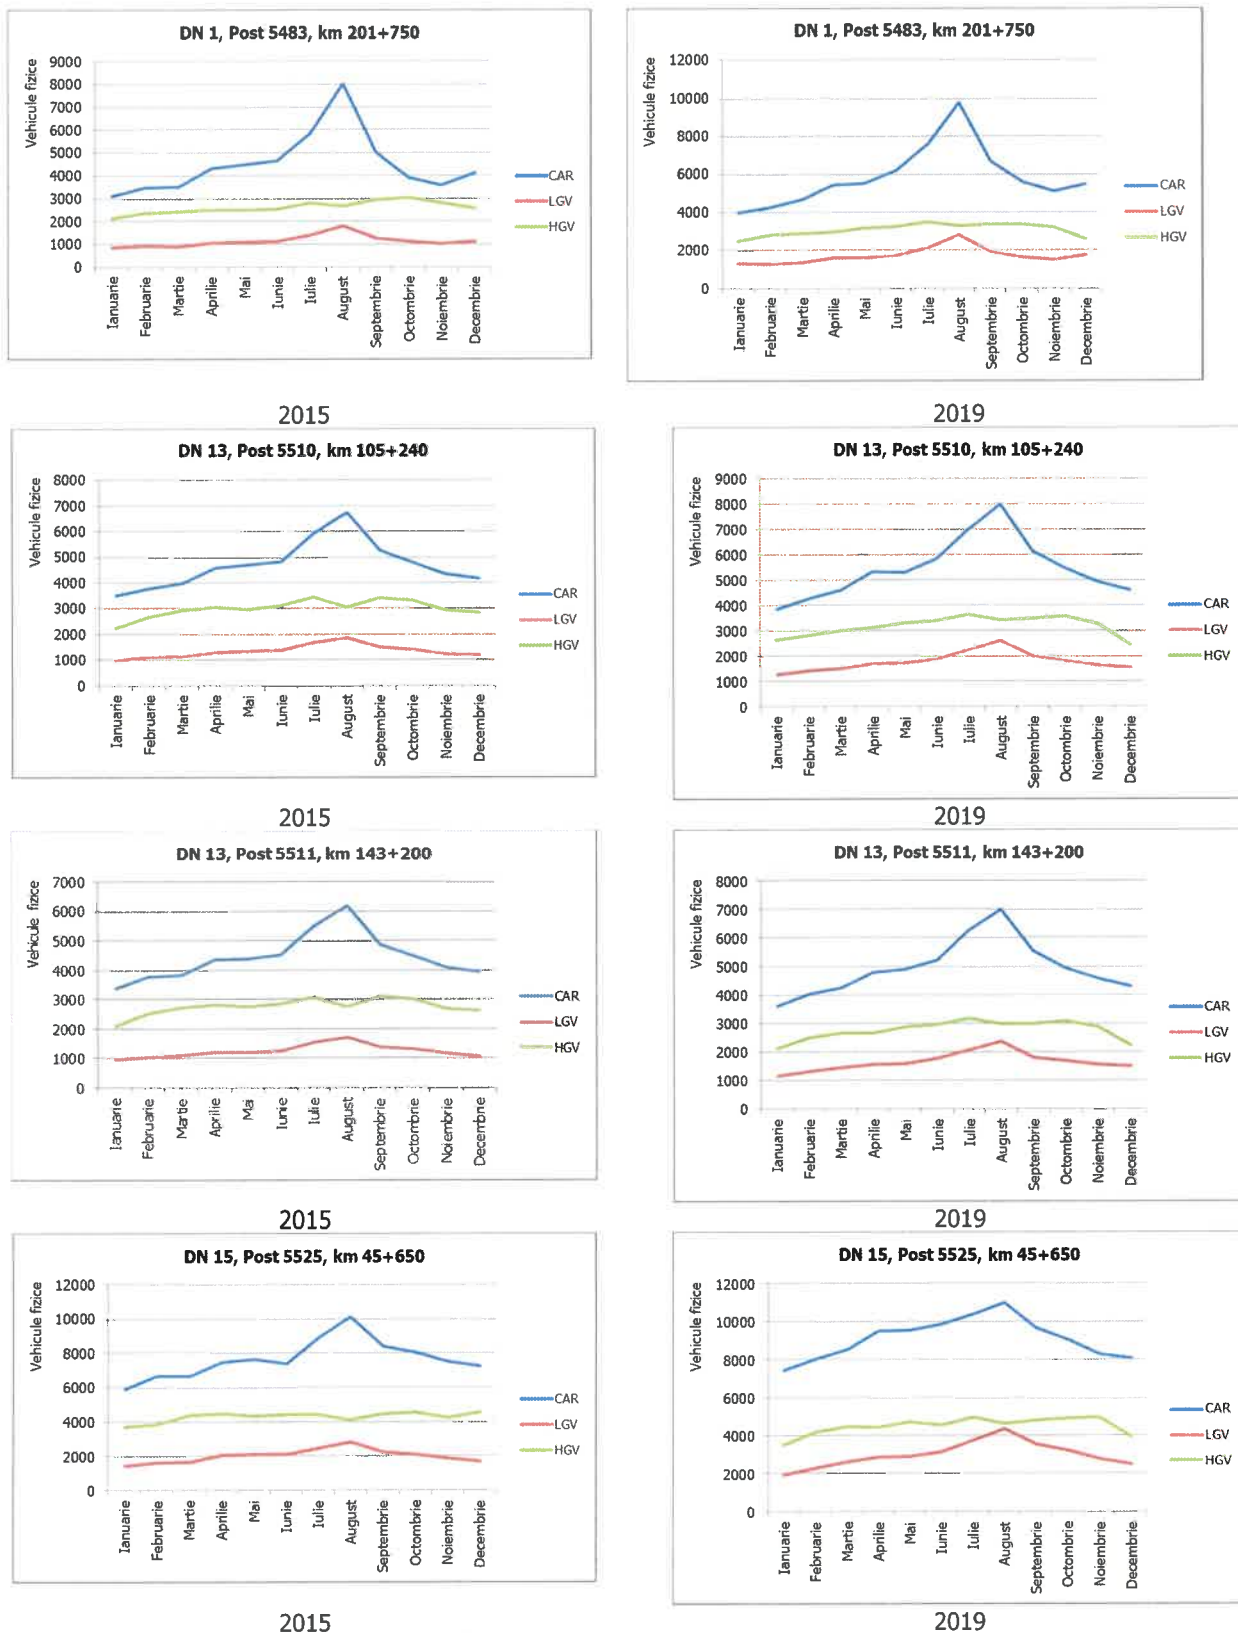 DN 1, Post 5483, km 201+750
Vehicule fizice
9000
8000
7000
6000
5000
4000
3000
2000
1000
0
Ianuarie
Februarie
Martie
Aprilie
Mai
Iunie
Iulie
August
Septembrie
Octombrie
Noiembrie
Decembrie
CAR
LGV
HGV
2015
DN 1, Post 5483, km 201+750
Vehicule fizice
12000
10000
8000
6000
4000
2000
0
Ianuarie
Februarie
Martie
Aprilie
Mai
Iunie
Iulie
August
Septembrie
Octombrie
Noiembrie
Decembrie
CAR
LGV
HGV
2019
DN 13, Post 5510, km 105+240
Vehicule fizice
8000
7000
6000
5000
4000
3000
2000
1000
0
Ianuarie
Februarie
Martie
Aprilie
Mai
Iunie
Iulie
August
Septembrie
Octombrie
Noiembrie
Decembrie
CAR
LGV
HGV
2015
DN 13, Post 5510, km 105+240
Vehicule fizice
9000
8000
7000
6000
5000
4000
3000
2000
1000
0
Ianuarie
Februarie
Martie
Aprilie
Mai
Iunie
Iulie
August
Septembrie
Octombrie
Noiembrie
Decembrie
CAR
LGV
HGV
2019
DN 13, Post 5511, km 143+200
Vehicule fizice
7000
6000
5000
4000
3000
2000
1000
0
Ianuarie
Februarie
Martie
Aprilie
Mai
Iunie
Iulie
August
Septembrie
Octombrie
Noiembrie
Decembrie
CAR
LGV
HGV
2015
DN 13, Post 5511, km 143+200
Vehicule fizice
8000
7000
6000
5000
4000
3000
2000
1000
0
Ianuarie
Februarie
Martie
Aprilie
Mai
Iunie
Iulie
August
Septembrie
Octombrie
Noiembrie
Decembrie
CAR
LGV
HGV
2019
DN 15, Post 5525, km 45+650
Vehicule fizice
12000
10000
8000
6000
4000
2000
0
Ianuarie
Februarie
Martie
Aprilie
Mai
Iunie
Iulie
August
Septembrie
Octombrie
Noiembrie
Decembrie
CAR
LGV
HGV
2015
DN 15, Post 5525, km 45+650
Vehicule fizice
12000
10000
8000
6000
4000
2000
0
Ianuarie
Februarie
Martie
Aprilie
Mai
Iunie
Iulie
August
Septembrie
Octombrie
Noiembrie
Decembrie
CAR
LGV
HGV
2019